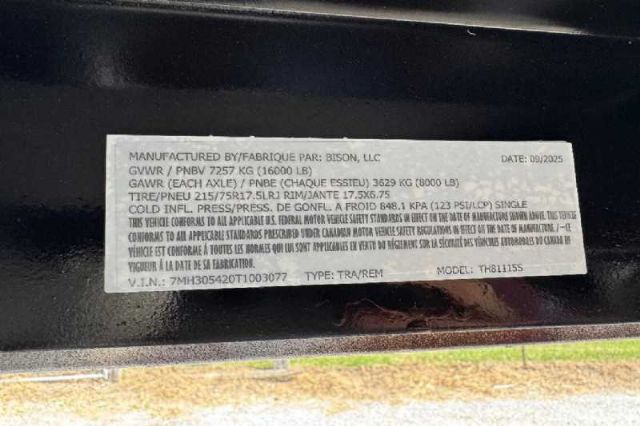 MANUFACTURED BY/FABRIQUE PAR: BISON, LLC DATE: 09/2025
GVWR / PNBV 7257 KG (16000 LB)
GAWR (EACH AXLE) / PNBE (CHAQUE ESSIEU) 3629 KG (8000 LB)
TIRE/PNEU 215/75R17.5LRJ RIM/JANTE 17.5X6.75
COLD INFL. PRESS/PRESS. DE GONFL. A FROID 848.1 KPA (123 PSI/LCP) SINGLE
THIS VEHICLE CONFORMS TO ALL APPLICABLE U.S. FEDERAL MOTOR VEHICLE SAFETY STANDARDS IN EFFECT ON THE DATE OF MANUFACTURE SHOWN ABOVE. THIS VEHICLE
CONFORMS TO ALL APPLICABLE STANDARDS PRESCRIBED UNDER CANADIAN MOTOR VEHICLE SAFETY REGULATIONS IN EFFECT ON THE DATE OF MANUFACTURE. /--CE
VÉHICULE EST CONFORME À TOUTES LES NORMES QUI LUI SONT APPLICABLES EN VERTU DU RÈGLEMENT SUR LA SÉCURITÉ DES VÉHICULES AUTOMOBILES DU CANADA EN
VIGUEUR À LA DATE DE SA FABRICATION.
V.I.N.: 7MH305420T1003077 TYPE: TRA/REM MODEL: TH81115S